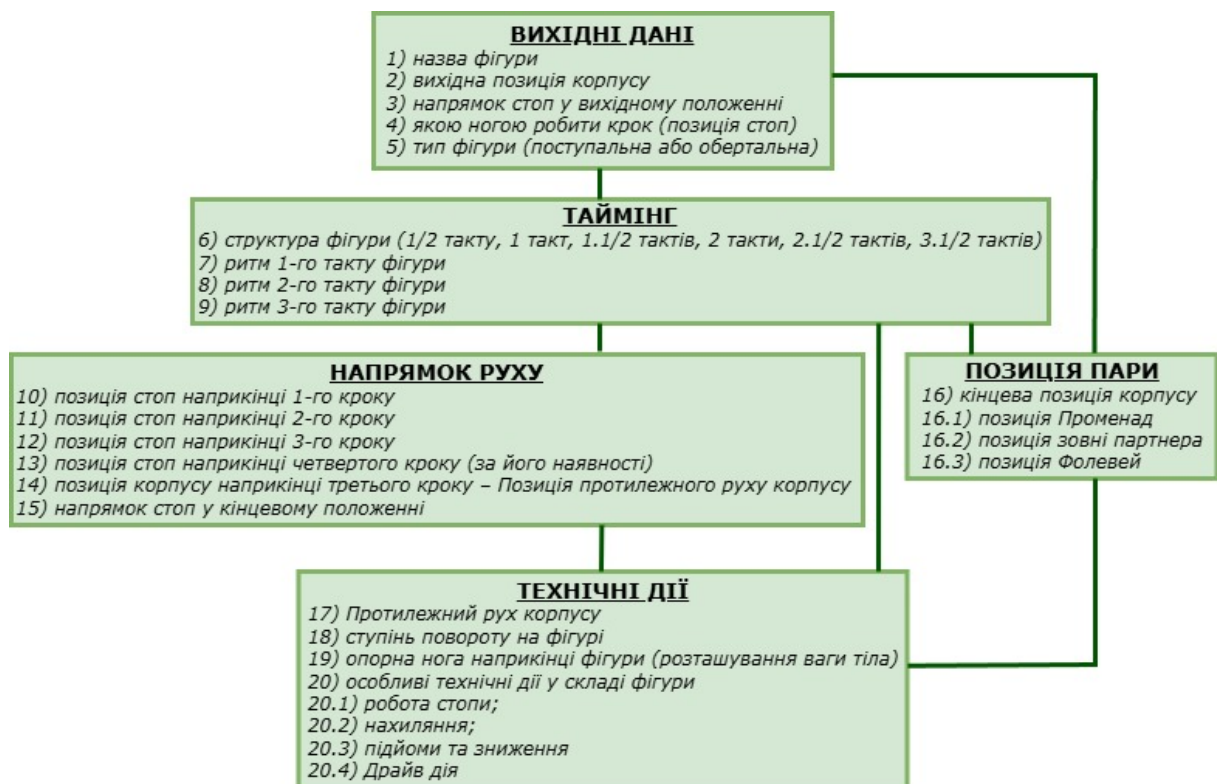 ВИХІДНІ ДАНІ
1) назва фігури
2) вихідна позиція корпусу
3) напрямок стоп у вихідному положенні
4) якою ногою робити крок (позиція стоп)
5) тип фігури (поступальна або обертальна)
ТАЙМІНГ
6) структура фігури (1/2 такту, 1 такт, 1.1/2 тактів, 2 такти, 2.1/2 тактів, 3.1/2 тактів)
7) ритм 1-го такту фігури
8) ритм 2-го такту фігури
9) ритм 3-го такту фігури
НАПРЯМОК РУХУ
10) позиція стоп наприкінці 1-го кроку
11) позиція стоп наприкінці 2-го кроку
12) позиція стоп наприкінці 3-го кроку
13) позиція стоп наприкінці четвертого кроку (за його наявності)
14) позиція корпусу наприкінці третього кроку – Позиція протилежного руху корпусу
15) напрямок стоп у кінцевому положенні
ПОЗИЦІЯ ПАРИ
16) кінцева позиція корпусу
16.1) позиція Променад
16.2) позиція зовні партнера
16.3) позиція Фолевей
ТЕХНІЧНІ ДІЇ
17) Протилежний рух корпусу
18) ступінь повороту на фігурі
19) опорна нога наприкінці фігури (розташування ваги тіла)
20) особливі технічні дії у складі фігури
20.1) робота стопи;
20.2) нахиляння;
20.3) підйоми та зниження
20.4) Драйв дія